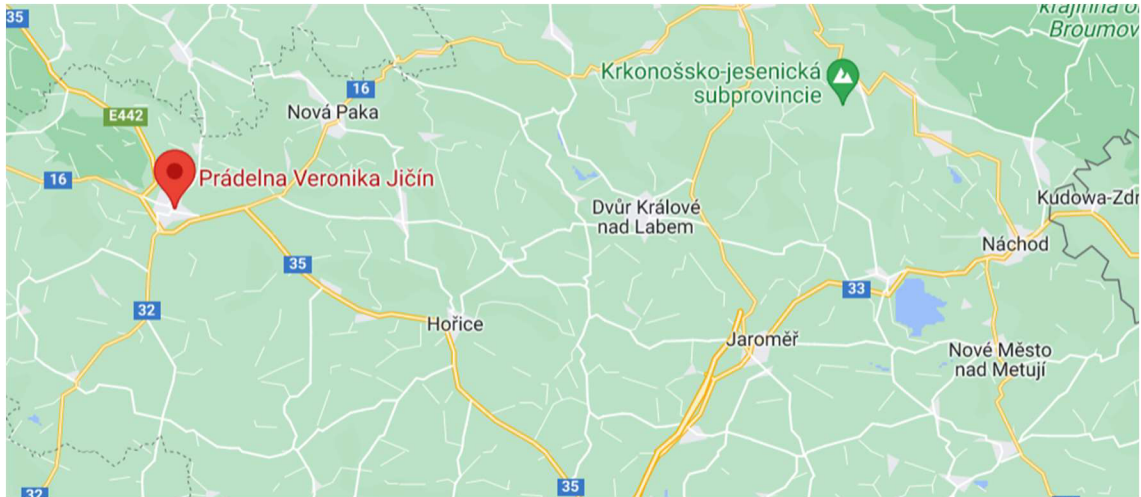 35
krajinná o
Broumov
Krkonošsko-jesenická
subprovincie
16
Nová Paka
E442
16
Prádelna Veronika Jičín
Dvůr Králové
nad Labem
Kudowa-Zdr
Náchod
35
33
32
Hořice
Jaroměř
Nové Město
nad Metují
35
32